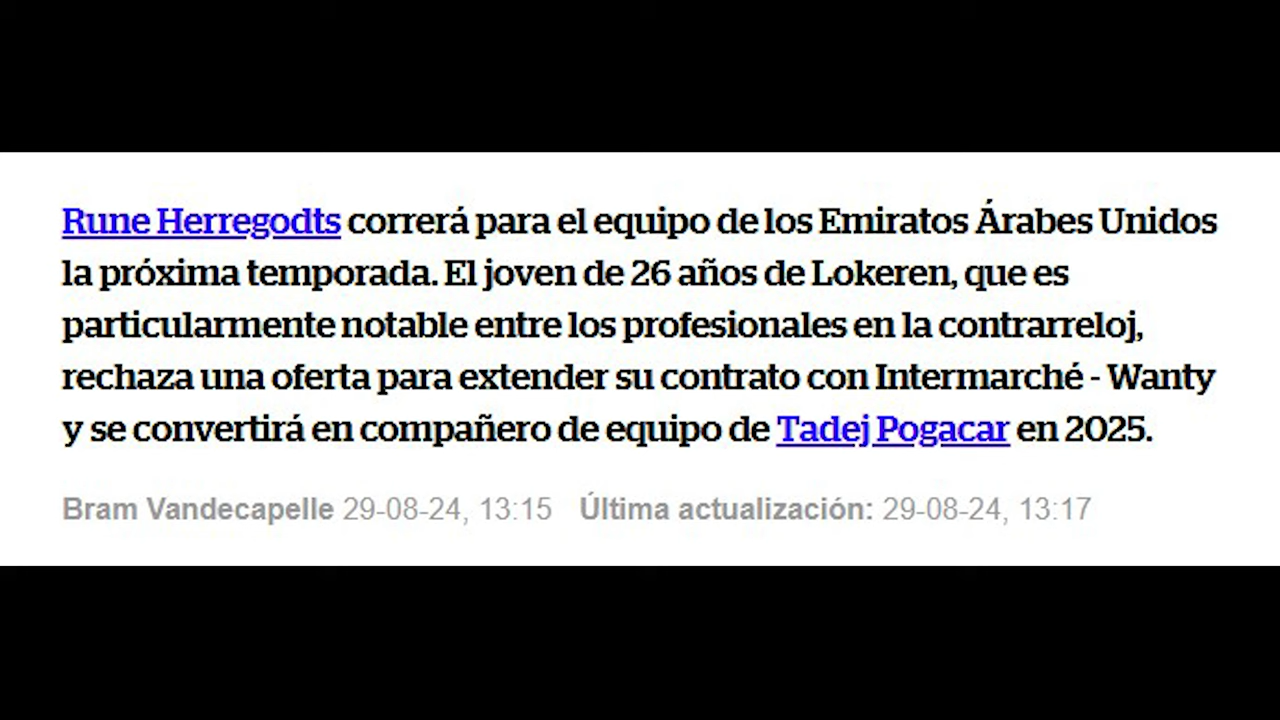 Rune Herregodts correrá para el equipo de los Emiratos Árabes Unidos
la próxima temporada. El joven de 26 años de Lokeren, que es
particularmente notable entre los profesionales en la contrarreloj,
rechaza una oferta para extender su contrato con Intermarché - Wanty
y se convertirá en compañero de equipo de Tadej Pogacar en 2025.
Bram Vandecapelle 29-08-24, 13:15 Última actualización: 29-08-24, 13:17